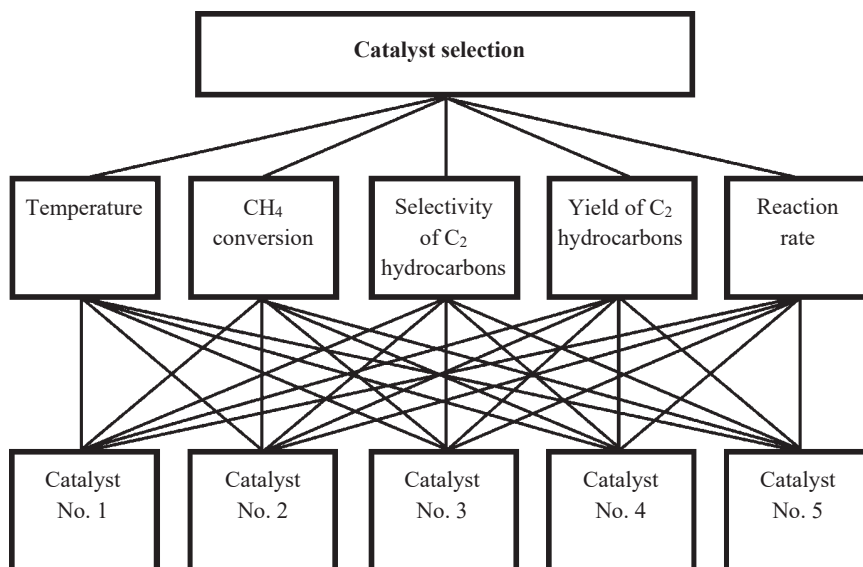 Catalyst selection
Temperature
CH₄
conversion
Selectivity
of C₂
hydrocarbons
Yield of C₂
hydrocarbons
Reaction
rate
Catalyst
No. 1
Catalyst
No. 2
Catalyst
No. 3
Catalyst
No. 4
Catalyst
No. 5